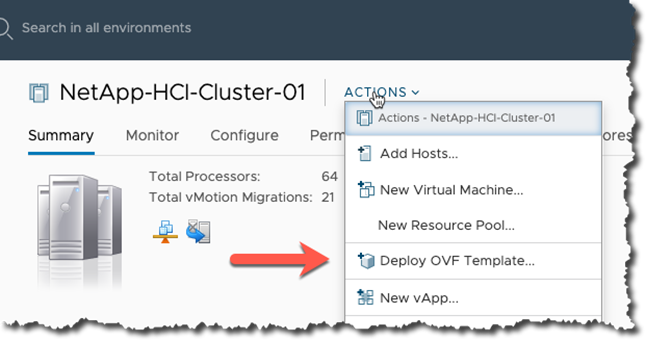 Search in all environments
NetApp-HCI-Cluster-01
ACTIONS
Summary Monitor Configure Perm ores
Actions - NetApp-HCI-Cluster-01
Total Processors: 64
Total vMotion Migrations: 21
Add Hosts...
New Virtual Machine...
New Resource Pool...
Deploy OVF Template...
New vApp...